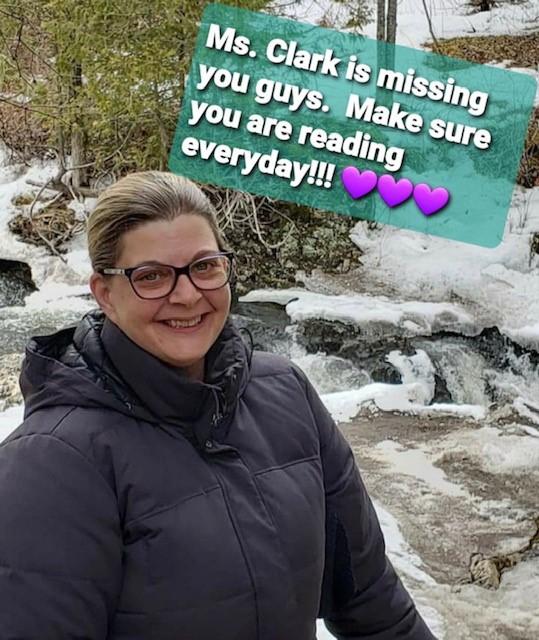 Ms. Clark is missing
you guys. Make sure
you are reading
everyday!!! 💜💜💜